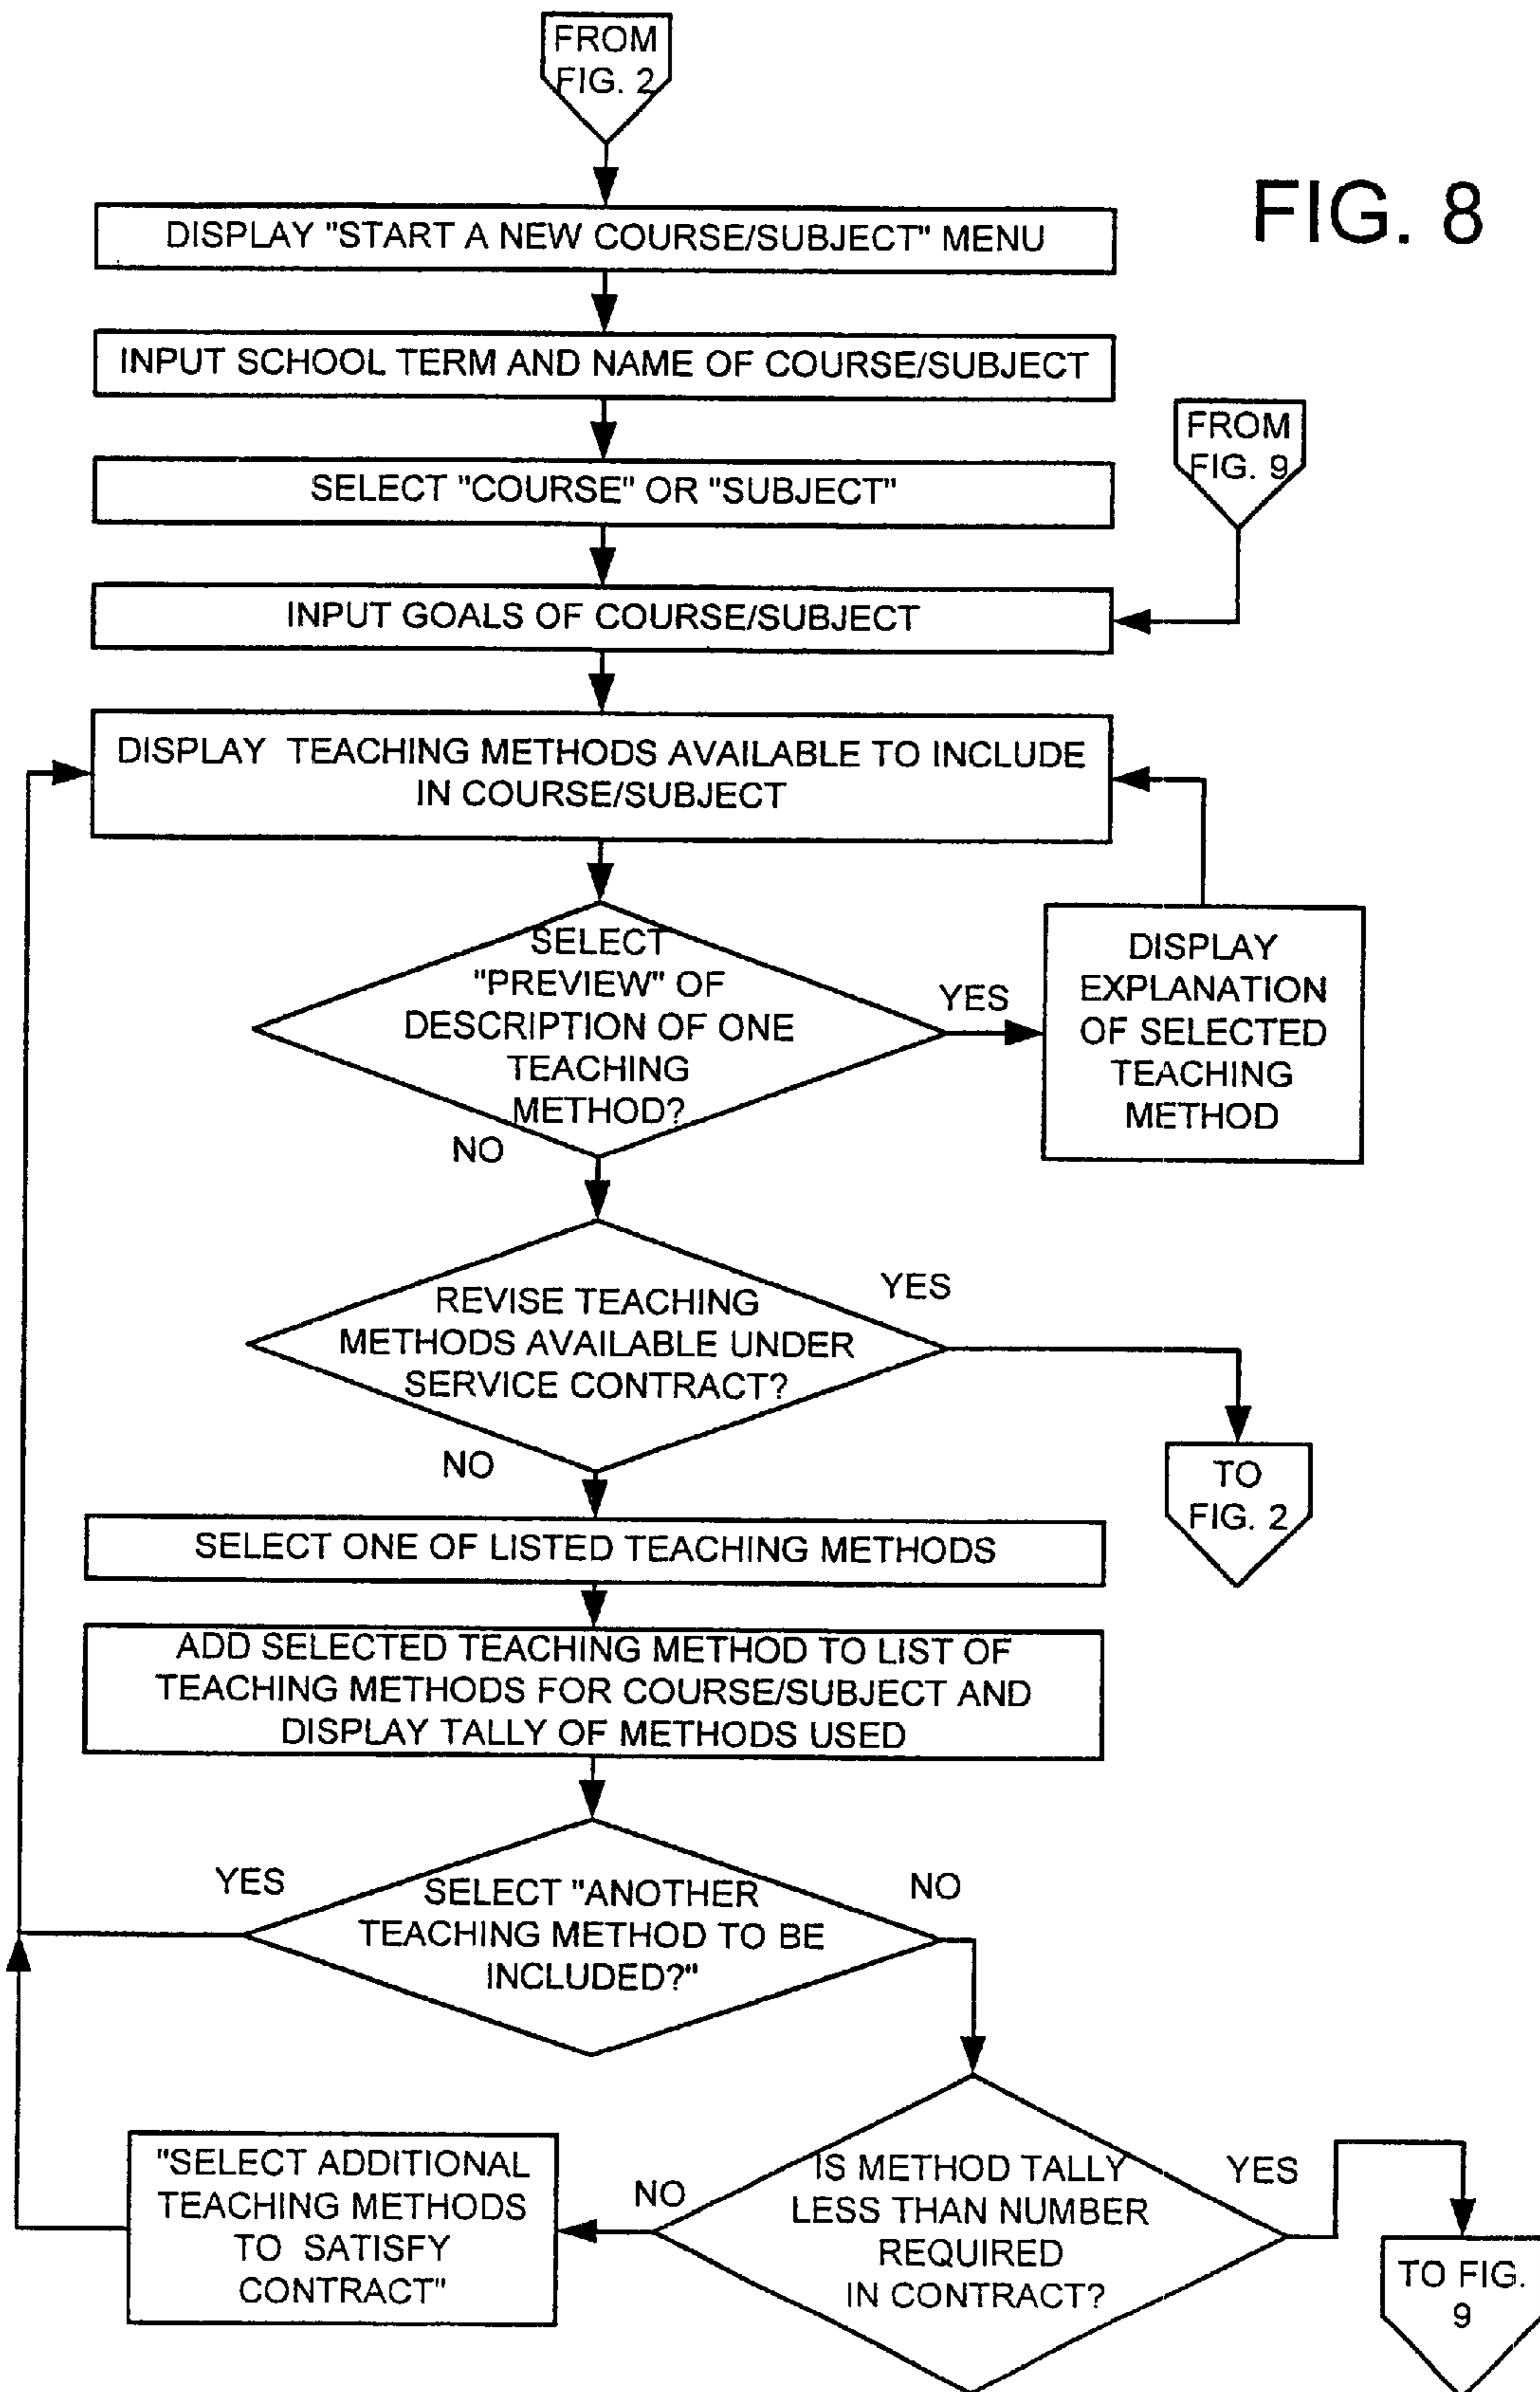 FROM
FIG. 2
FIG. 8
DISPLAY "START A NEW COURSE/SUBJECT" MENU
INPUT SCHOOL TERM AND NAME OF COURSE/SUBJECT
FROM
FIG. 9
SELECT "COURSE" OR "SUBJECT"
INPUT GOALS OF COURSE/SUBJECT
DISPLAY TEACHING METHODS AVAILABLE TO INCLUDE
IN COURSE/SUBJECT
SELECT
"PREVIEW" OF
DESCRIPTION OF ONE
TEACHING
METHOD?
YES
DISPLAY
EXPLANATION
OF SELECTED
TEACHING
METHOD
NO
REVISE TEACHING
METHODS AVAILABLE UNDER
SERVICE CONTRACT?
YES
TO
FIG. 2
NO
SELECT ONE OF LISTED TEACHING METHODS
ADD SELECTED TEACHING METHOD TO LIST OF
TEACHING METHODS FOR COURSE/SUBJECT AND
DISPLAY TALLY OF METHODS USED
YES
SELECT "ANOTHER
TEACHING METHOD TO BE
INCLUDED?"
NO
"SELECT ADDITIONAL
TEACHING METHODS
TO SATISFY
CONTRACT"
NO
IS METHOD TALLY
LESS THAN NUMBER
REQUIRED
IN CONTRACT?
YES
TO FIG.
9